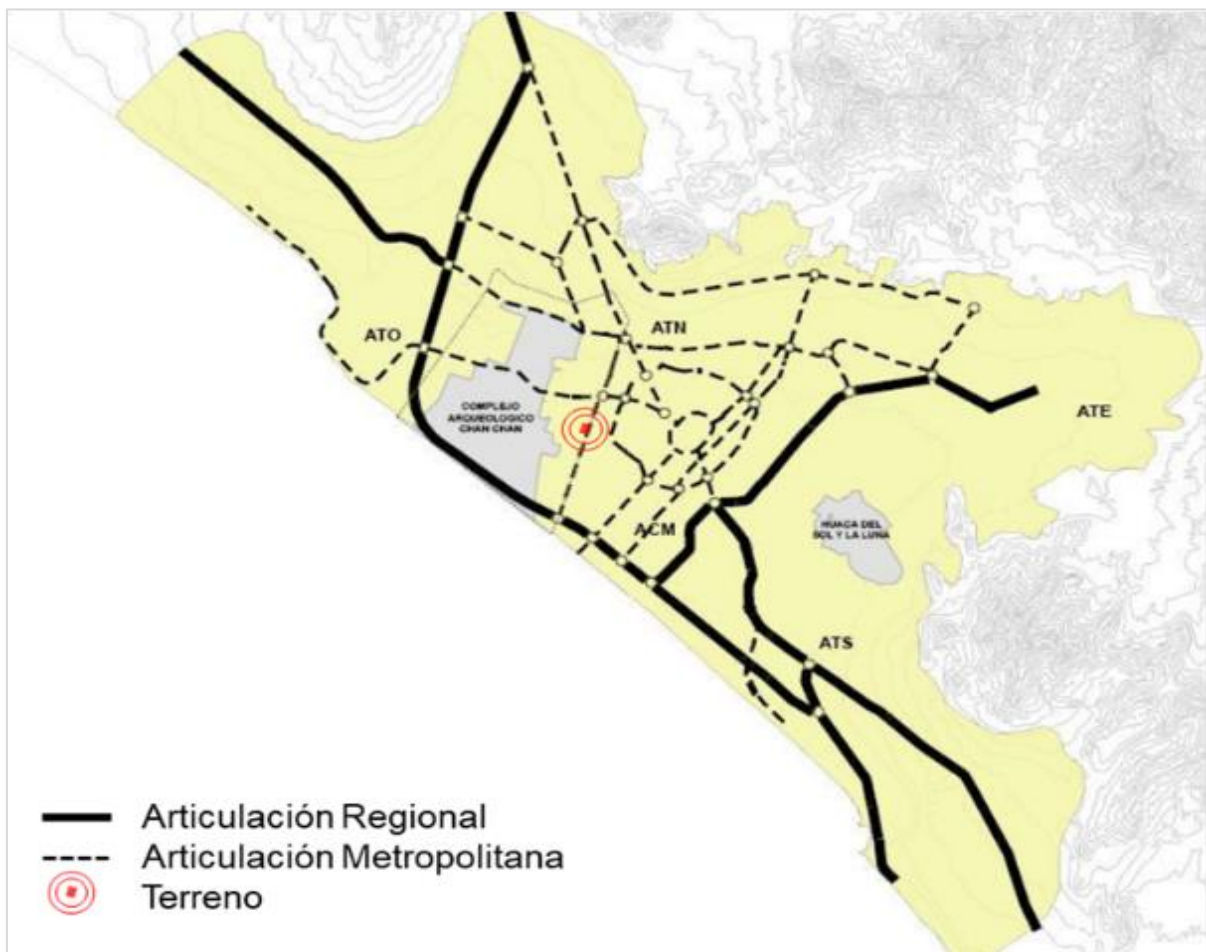 ATN
ATO
ATE
COMPLEJO
ARQUEOLOGICO
CHAN CHAN
HUACA DEL
SOL Y LA LUNA
ACM
ATS
Articulación Regional
Articulación Metropolitana
Terreno